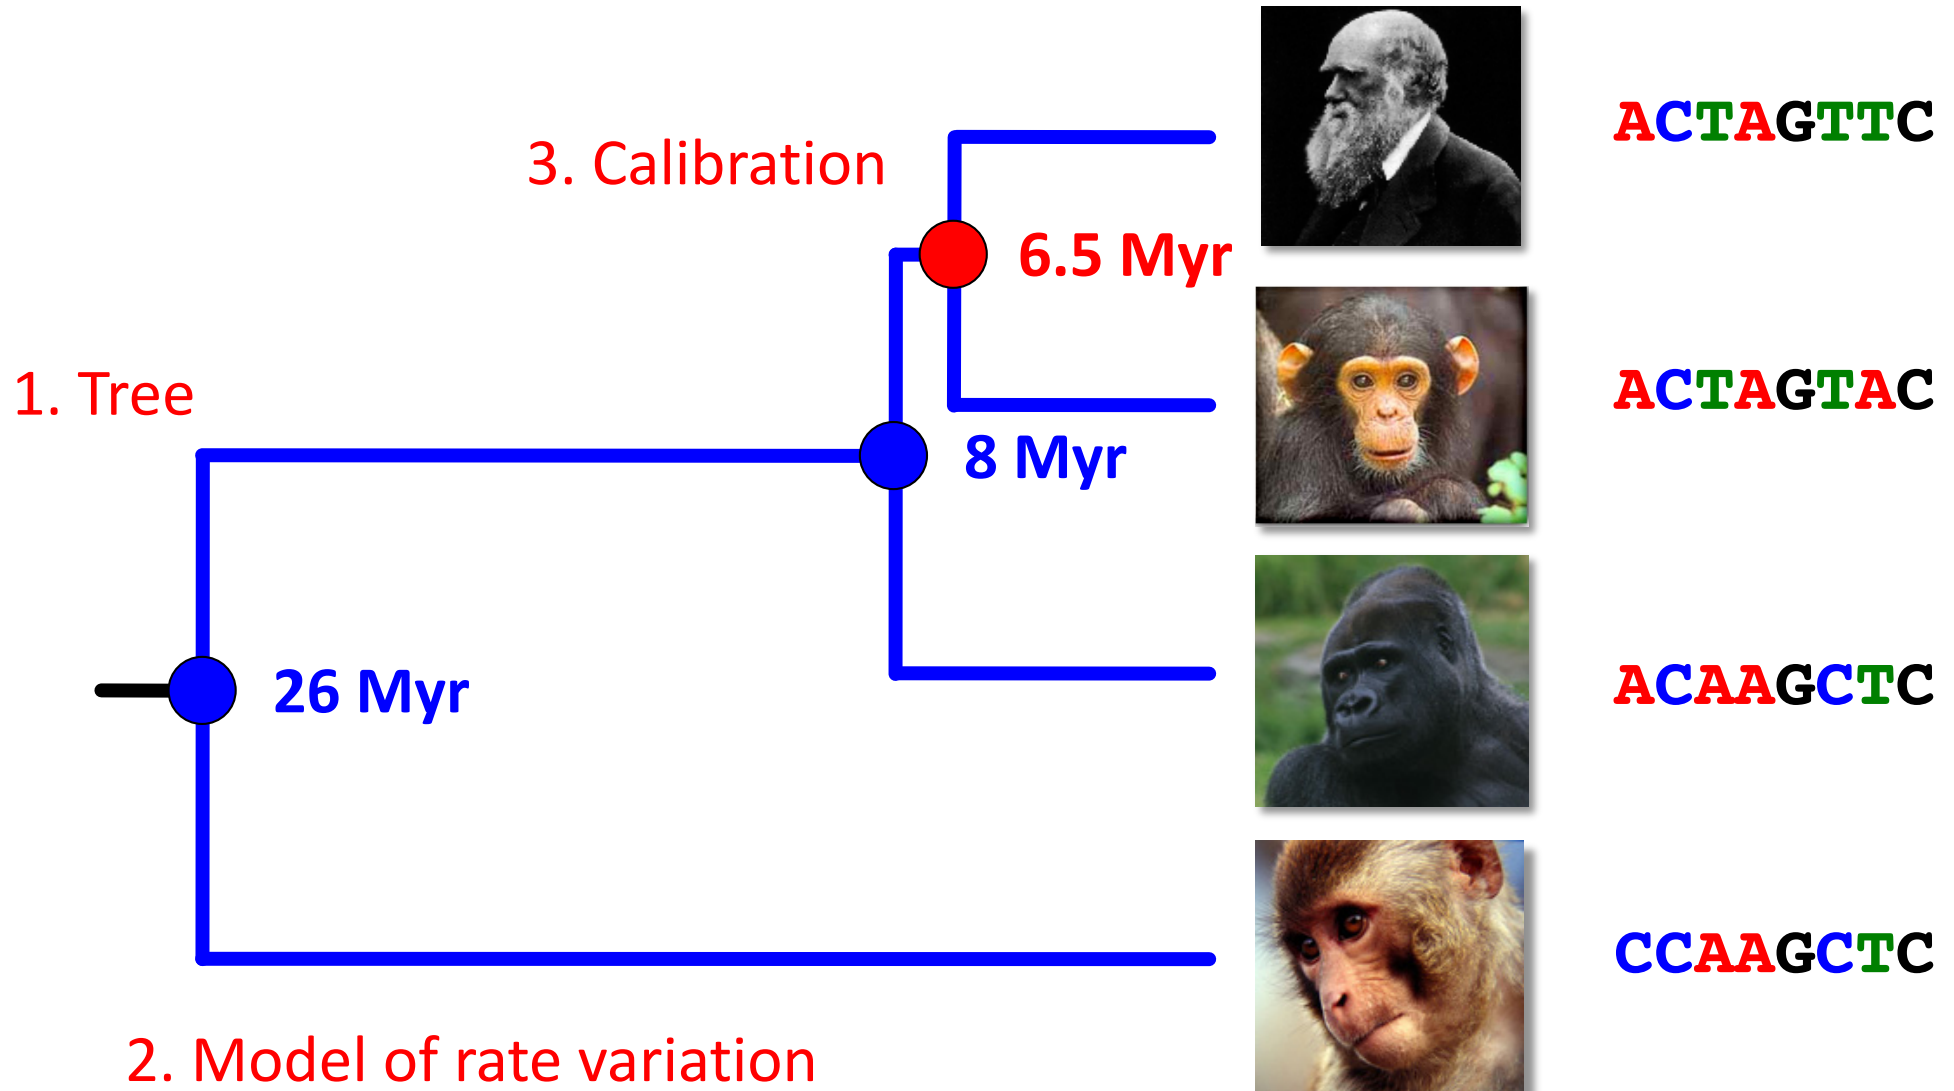 ACTAGTTC
3. Calibration
6.5 Myr
ACTAGTAC
1. Tree
8 Myr
ACAAGCTC
26 Myr
CCAAGCTC
2. Model of rate variation